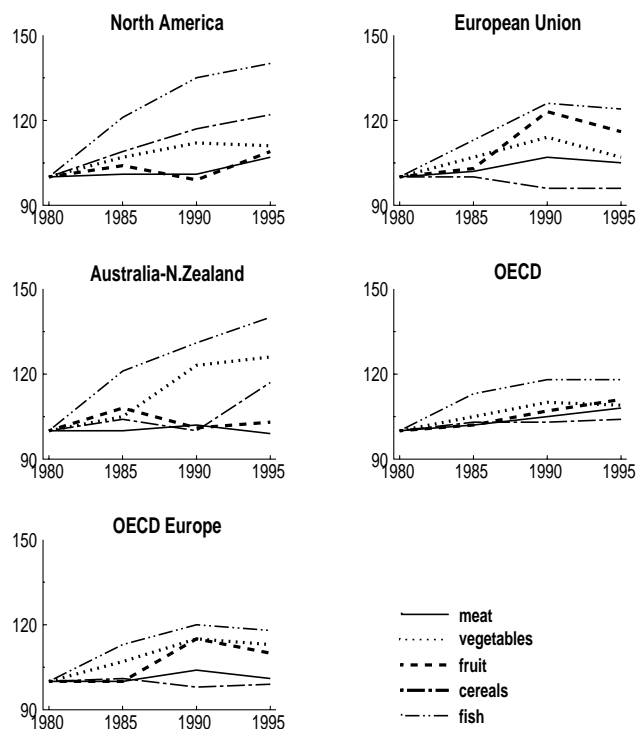 North America
150
120
90
1980 1985 1990 1995
European Union
150
120
90
1980 1985 1990 1995
Australia-N.Zealand
150
120
90
1980 1985 1990 1995
OECD
150
120
90
1980 1985 1990 1995
OECD Europe
150
120
90
1980 1985 1990 1995
meat
vegetables
fruit
cereals
fish